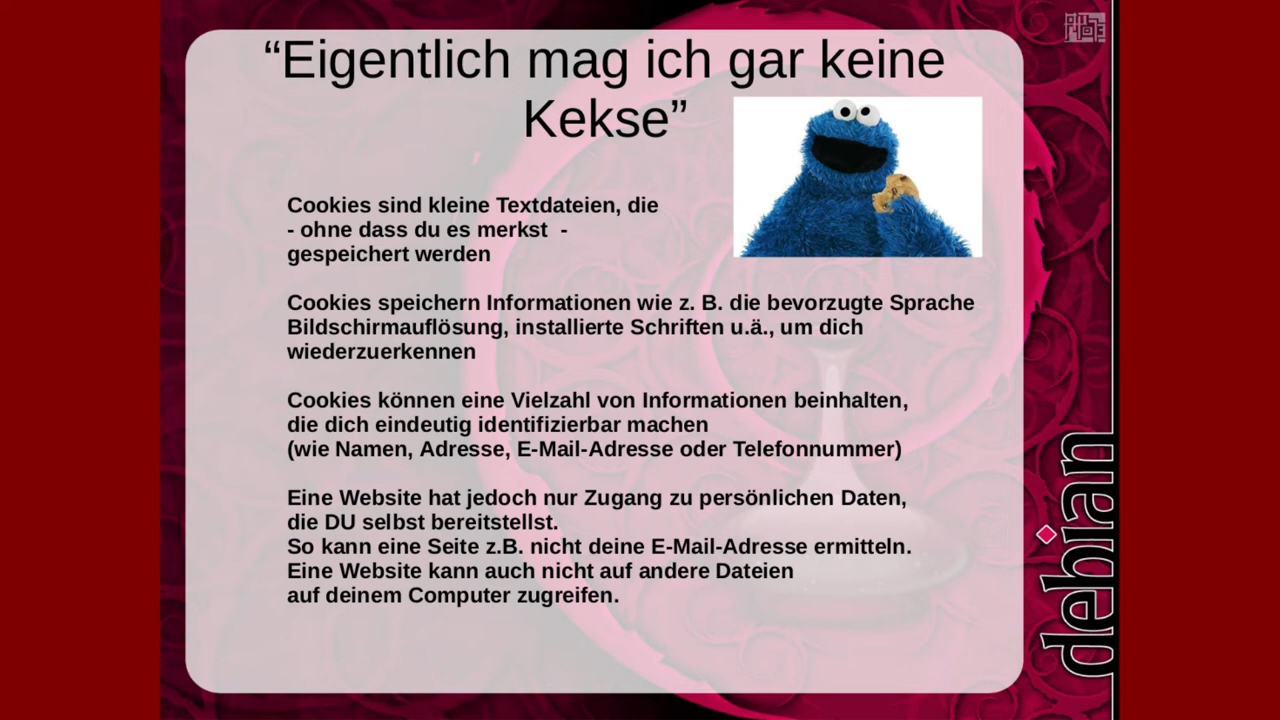 “Eigentlich mag ich gar keine
Kekse”
Cookies sind kleine Textdateien, die
- ohne dass du es merkst  -
gespeichert werden
Cookies speichern Informationen wie z. B. die bevorzugte Sprache
Bildschirmauflösung, installierte Schriften u.ä., um dich
wiederzuerkennen
Cookies können eine Vielzahl von Informationen beinhalten,
die dich eindeutig identifizierbar machen
(wie Namen, Adresse, E-Mail-Adresse oder Telefonnummer)
Eine Website hat jedoch nur Zugang zu persönlichen Daten,
die DU selbst bereitstellst.
So kann eine Seite z.B. nicht deine E-Mail-Adresse ermitteln.
Eine Website kann auch nicht auf andere Dateien
auf deinem Computer zugreifen.
debian